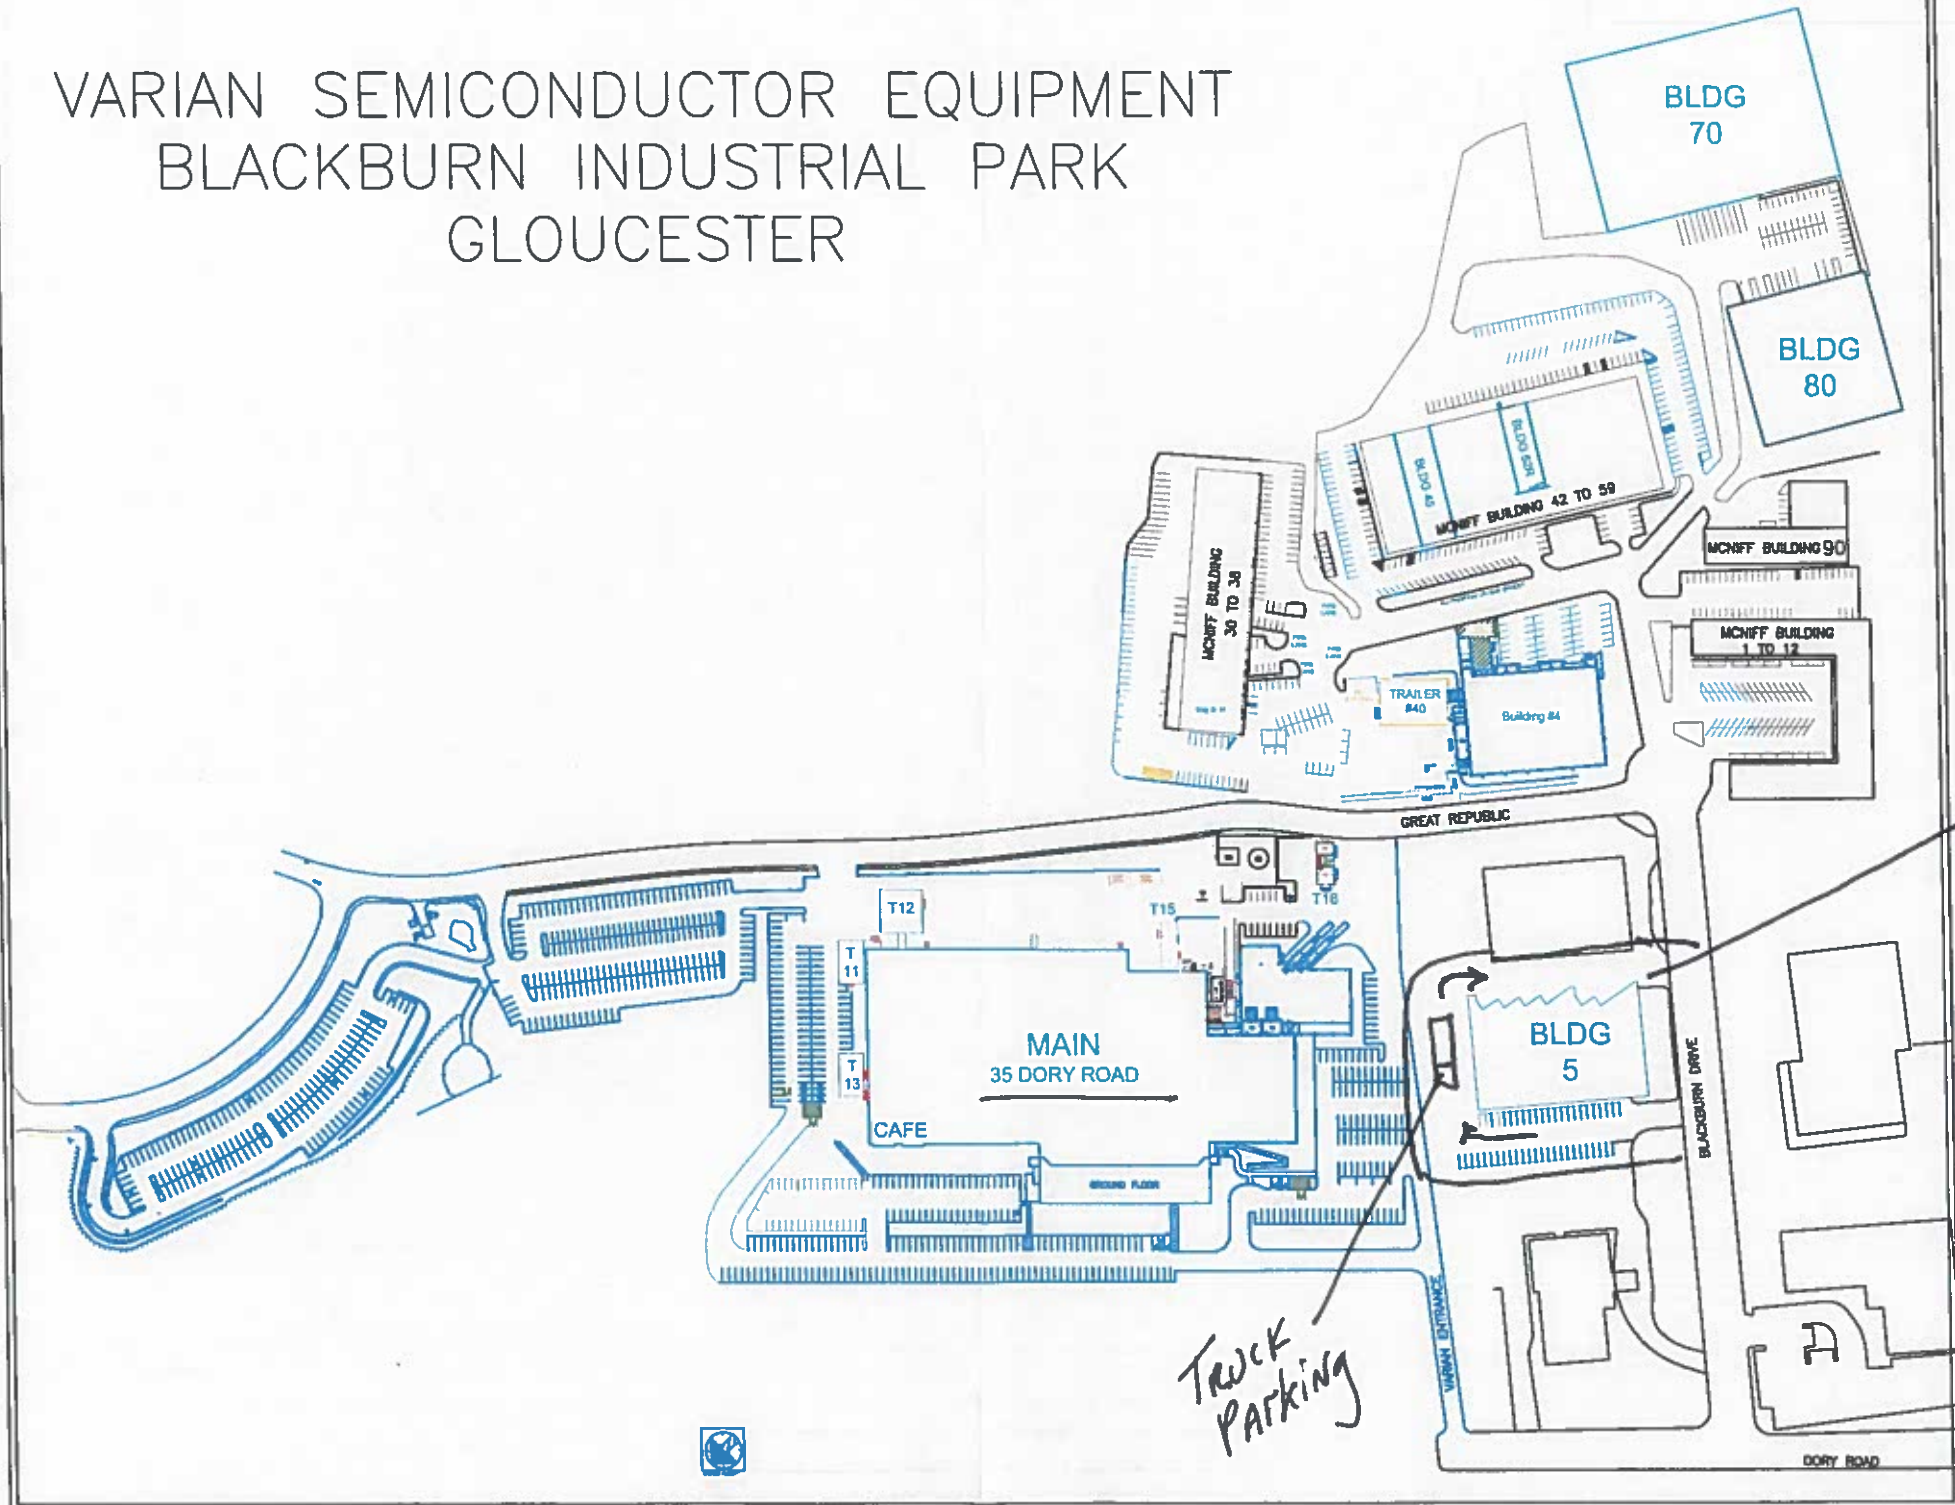 VARIAN SEMICONDUCTOR EQUIPMENT
BLACKBURN INDUSTRIAL PARK
GLOUCESTER
BLDG
70
BLDG
80
BLDG 45
MCNIFF BUILDING 42 TO 59
MCNIFF BUILDING 90
MCNIFF BUILDING
30 TO 38
MCNIFF BUILDING
1 TO 12
TRAILER
#40
Building #4
GREAT REPUBLIC
T12
T15
T16
T
11
MAIN
35 DORY ROAD
T
13
CAFE
GROUND FLOOR
BLDG
5
BLACKBURN DRIVE
VARIAN ENTRANCE
TRUCK
PARKING
DORY ROAD